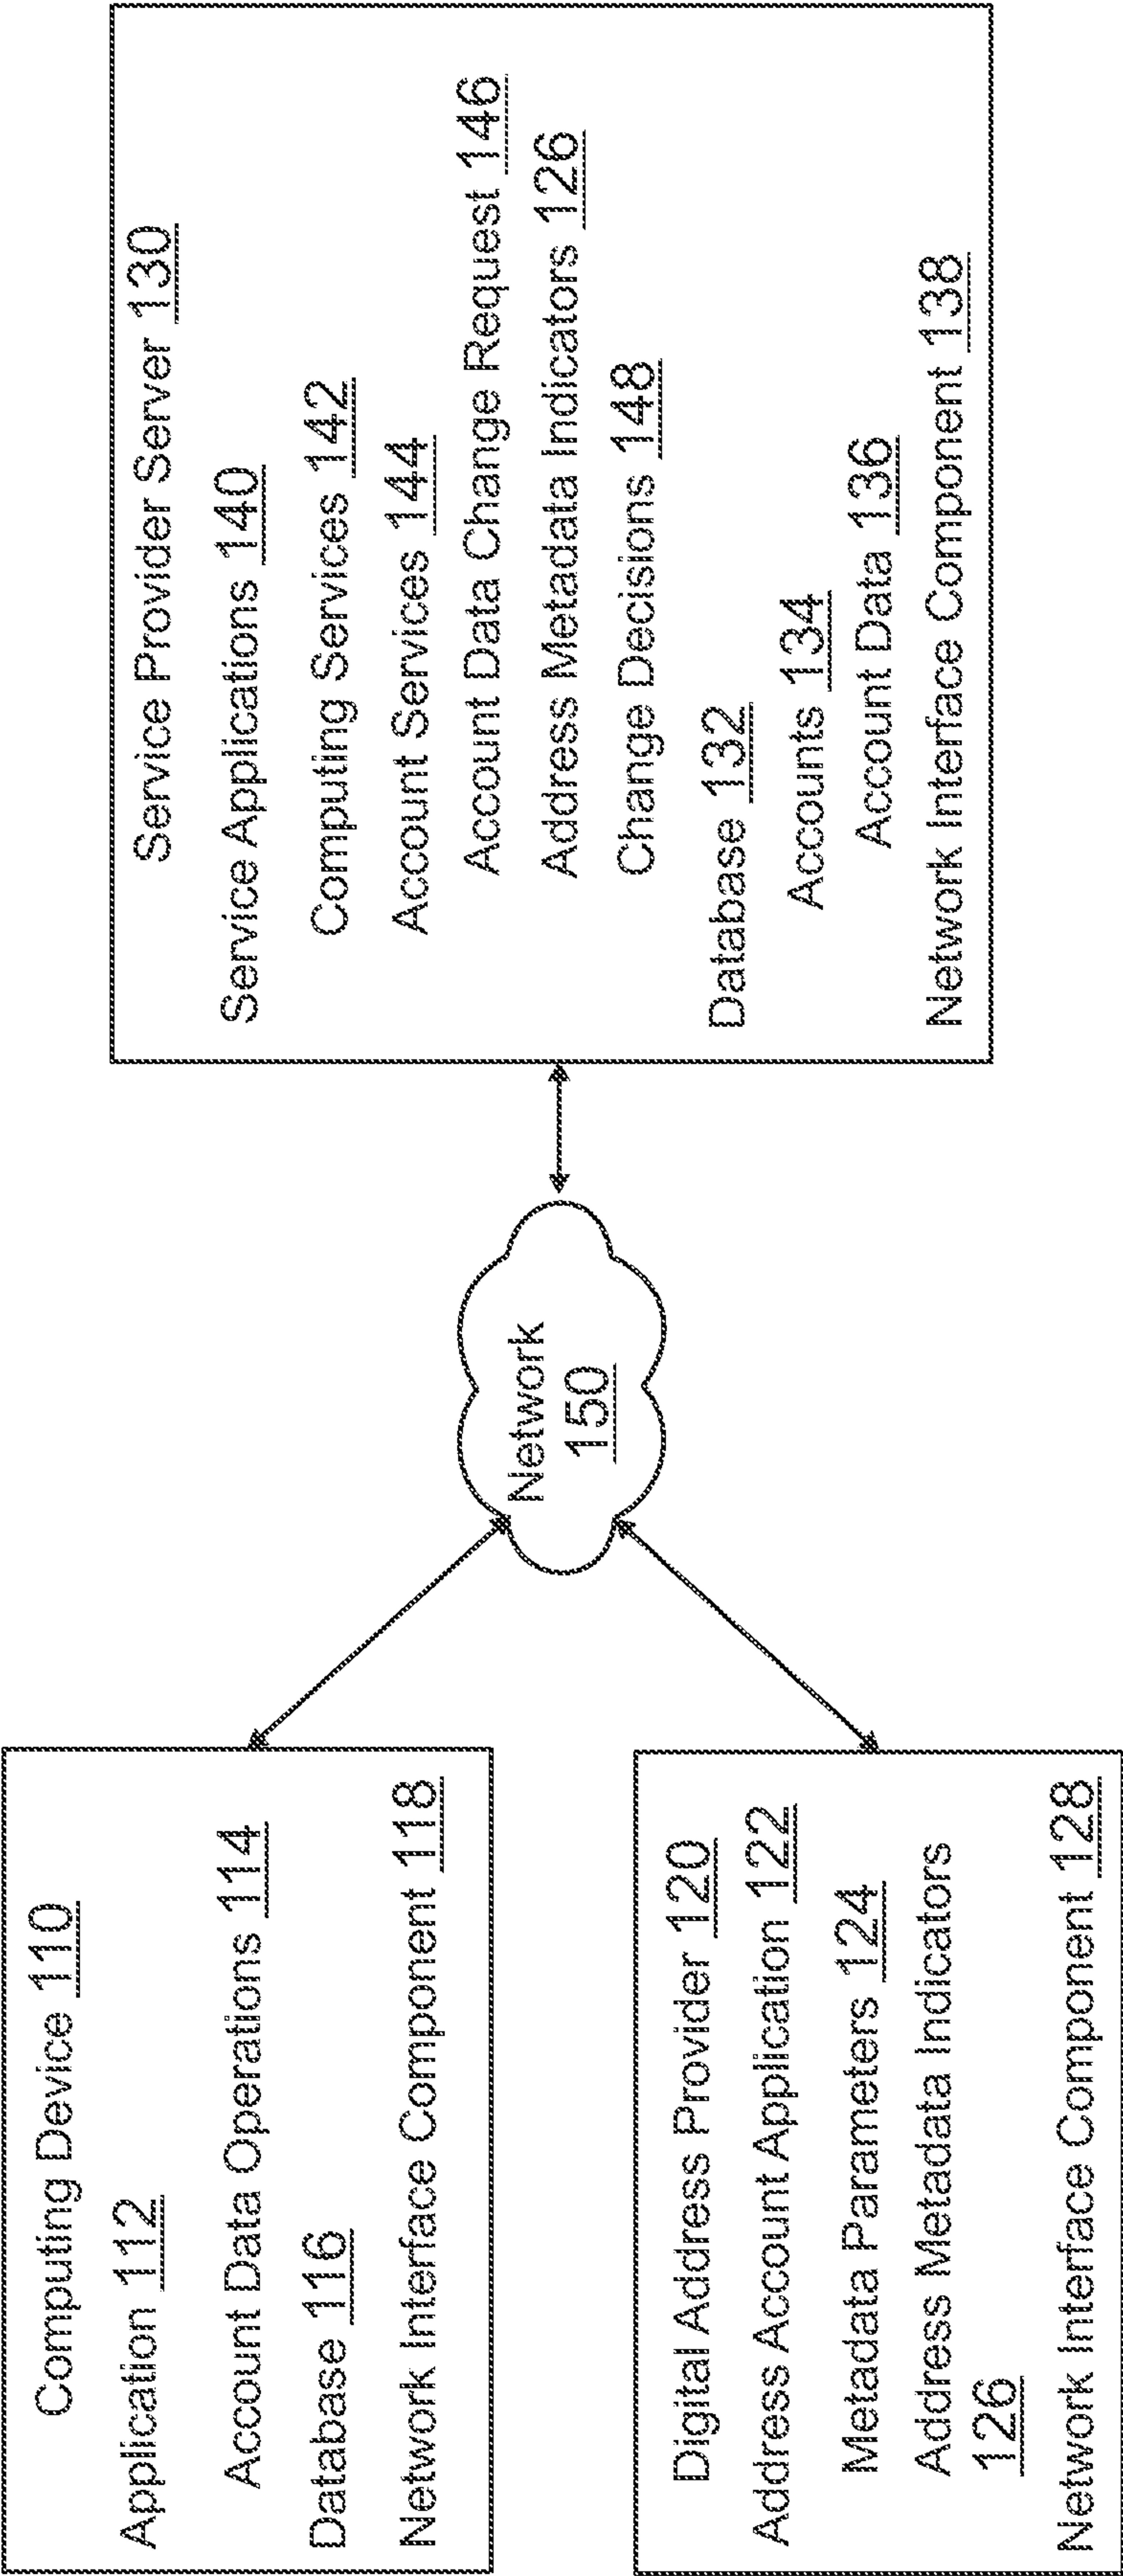 Computing Device 110
Application 112
Account Data Operations 114
Database 116
Network Interface Component 118
Digital Address Provider 120
Address Account Application 122
Metadata Parameters 124
Address Metadata Indicators
126
Network Interface Component 128
Network
150
Service Provider Server 130
Service Applications 140
Computing Services 142
Account Services 144
Account Data Change Request 146
Address Metadata Indicators 126
Change Decisions 148
Database 132
Accounts 134
Account Data 136
Network Interface Component 138